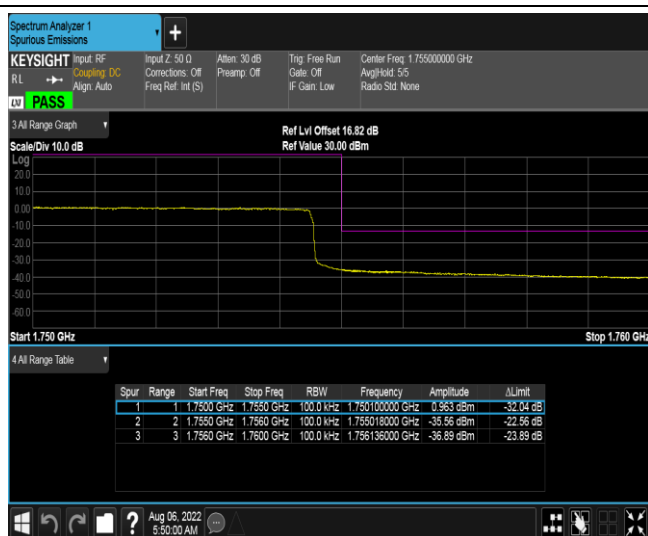 Spectrum Analyzer 1
Spurious Emissions
KEYSIGHT Input: RF Input Z: 50 Ω Atten: 30 dB Trig: Free Run Center Freq: 1.755000000 GHz
RL Coupling: DC Corrections: Off Preamp: Off Gate: Off Avg|Hold: 5/5
Align: Auto Freq Ref: Int (S) IF Gain: Low Radio Std: None
LXI PASS
3 All Range Graph
Ref Lvl Offset 16.82 dB
Scale/Div 10.0 dB Ref Value 30.00 dBm
Log
20.0
10.0
0.00
-10.0
-20.0
-30.0
-40.0
-50.0
-60.0
Start 1.750 GHz Stop 1.760 GHz
4 All Range Table
Spur Range Start Freq Stop Freq RBW Frequency Amplitude ΔLimit
1 1 1.7500 GHz 1.7550 GHz 100.0 kHz 1.750100000 GHz 0.963 dBm -32.04 dB
2 2 1.7550 GHz 1.7560 GHz 100.0 kHz 1.755018000 GHz -35.56 dBm -22.56 dB
3 3 1.7560 GHz 1.7600 GHz 100.0 kHz 1.756136000 GHz -36.89 dBm -23.89 dB
Aug 06, 2022
5:50:00 AM